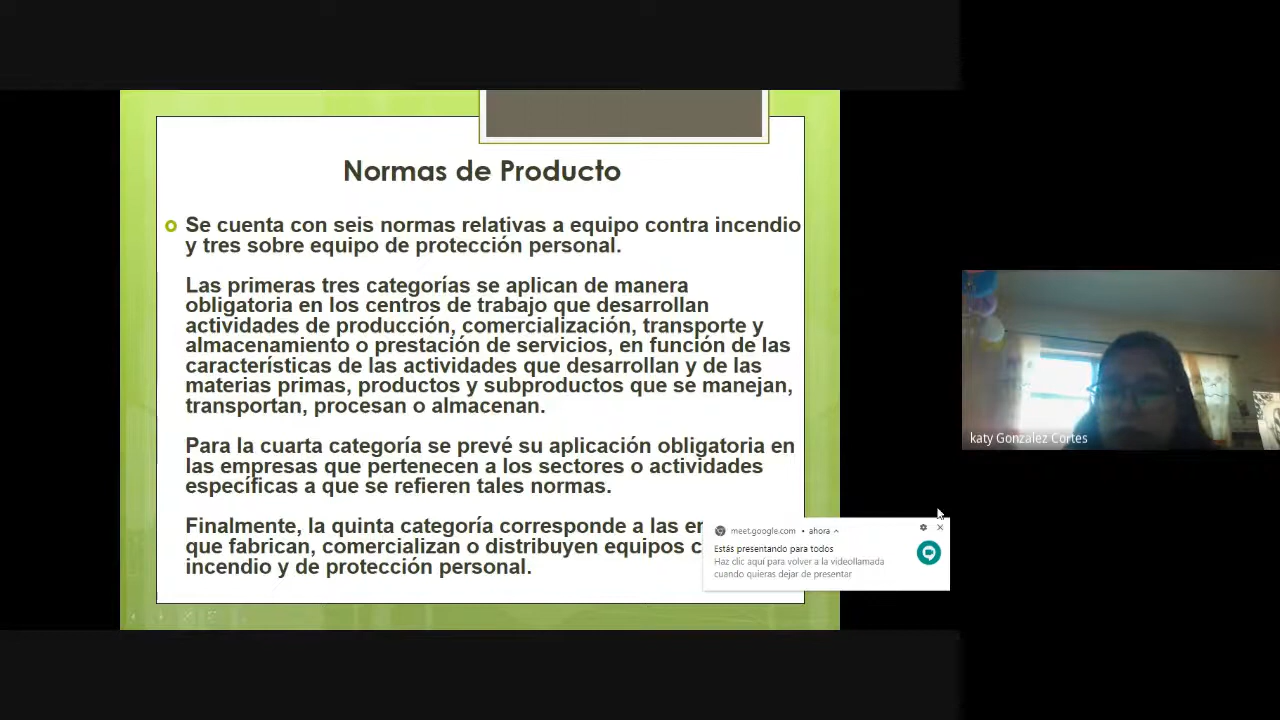 Normas de Producto
Se cuenta con seis normas relativas a equipo contra incendio
y tres sobre equipo de protección personal.
Las primeras tres categorías se aplican de manera
obligatoria en los centros de trabajo que desarrollan
actividades de producción, comercialización, transporte y
almacenamiento o prestación de servicios, en función de las
características de las actividades que desarrollan y de las
materias primas, productos y subproductos que se manejan,
transportan, procesan o almacenan.
Para la cuarta categoría se prevé su aplicación obligatoria en
las empresas que pertenecen a los sectores o actividades
específicas a que se refieren tales normas.
Finalmente, la quinta categoría corresponde a las
que fabrican, comercializan o distribuyen equipos
incendio y de protección personal.
meet.google.com • ahora
Estás presentando para todos
Haz clic aquí para volver a la videollamada
cuando quieras dejar de presentar
katy Gonzalez Cortes